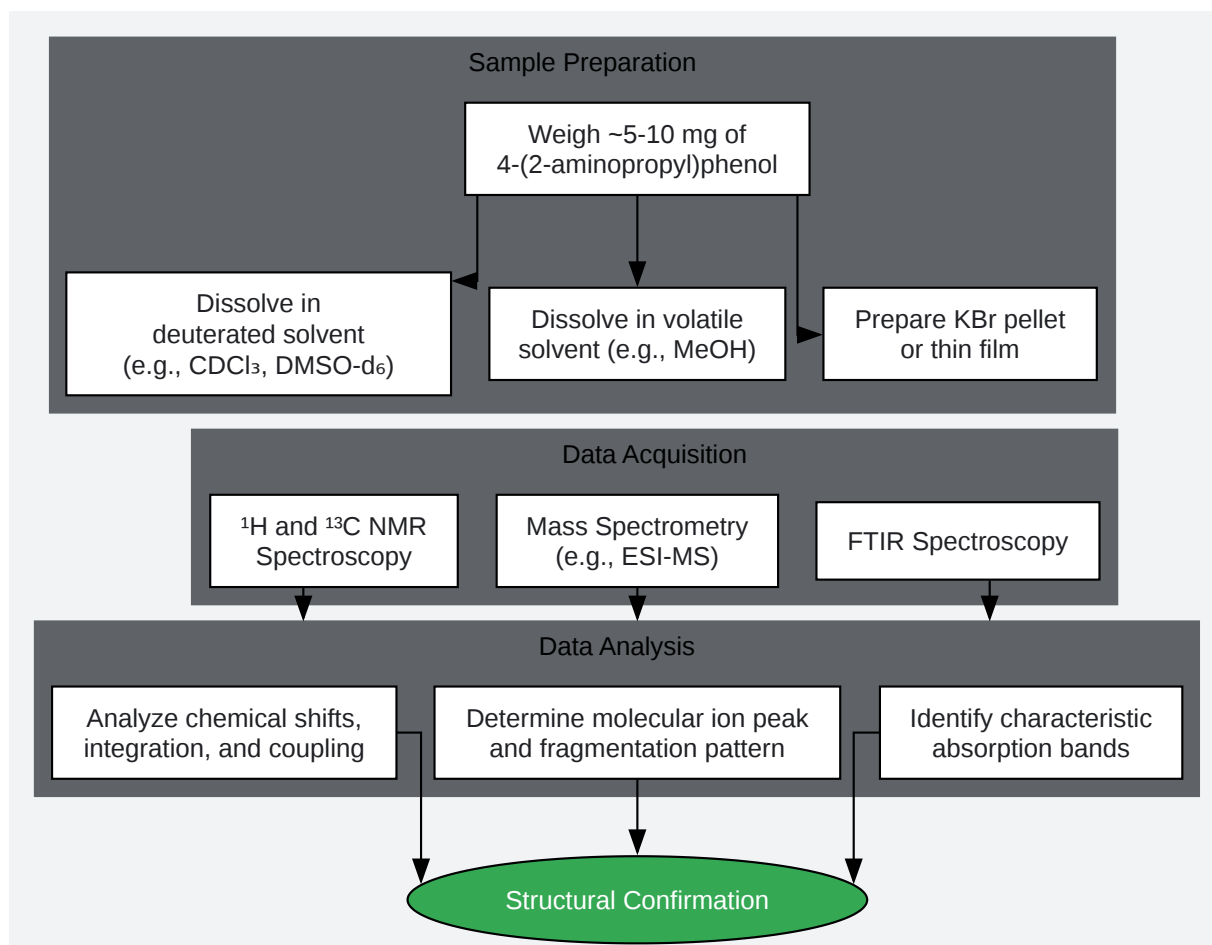 Sample Preparation
Weigh ~5-10 mg of
4-(2-aminopropyl)phenol
Dissolve in
deuterated solvent
(e.g., CDCl₃, DMSO-d₆)
Dissolve in volatile
solvent (e.g., MeOH)
Prepare KBr pellet
or thin film
Data Acquisition
¹H and ¹³C NMR
Spectroscopy
Mass Spectrometry
(e.g., ESI-MS)
FTIR Spectroscopy
Data Analysis
Analyze chemical shifts,
integration, and coupling
Determine molecular ion peak
and fragmentation pattern
Identify characteristic
absorption bands
Structural Confirmation